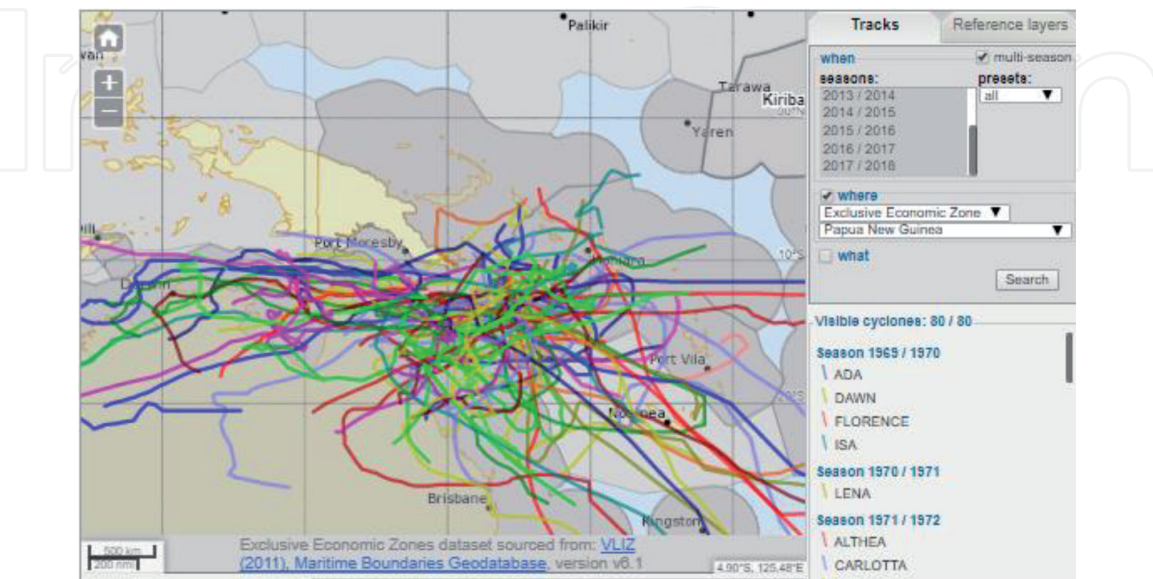 Palikir
Tarawa
Kiriba
Yaren
Port Moresby
10°S
Honiara
Port Vila
Noumea
Brisbane
Kingston
500 km
200 nmi
Exclusive Economic Zones dataset sourced from: VLIZ
(2011), Maritime Boundaries Geodatabase, version v6.1
4.90°S, 125.48°E
Tracks
Reference layers
when
multi-season
seasons:
presets:
2013 / 2014
all
2014 / 2015
2015 / 2016
2016 / 2017
2017 / 2018
where
Exclusive Economic Zone
Papua New Guinea
what
Search
Visible cyclones: 80 / 80
Season 1969 / 1970
ADA
DAWN
FLORENCE
ISA
Season 1970 / 1971
LENA
Season 1971 / 1972
ALTHEA
CARLOTTA